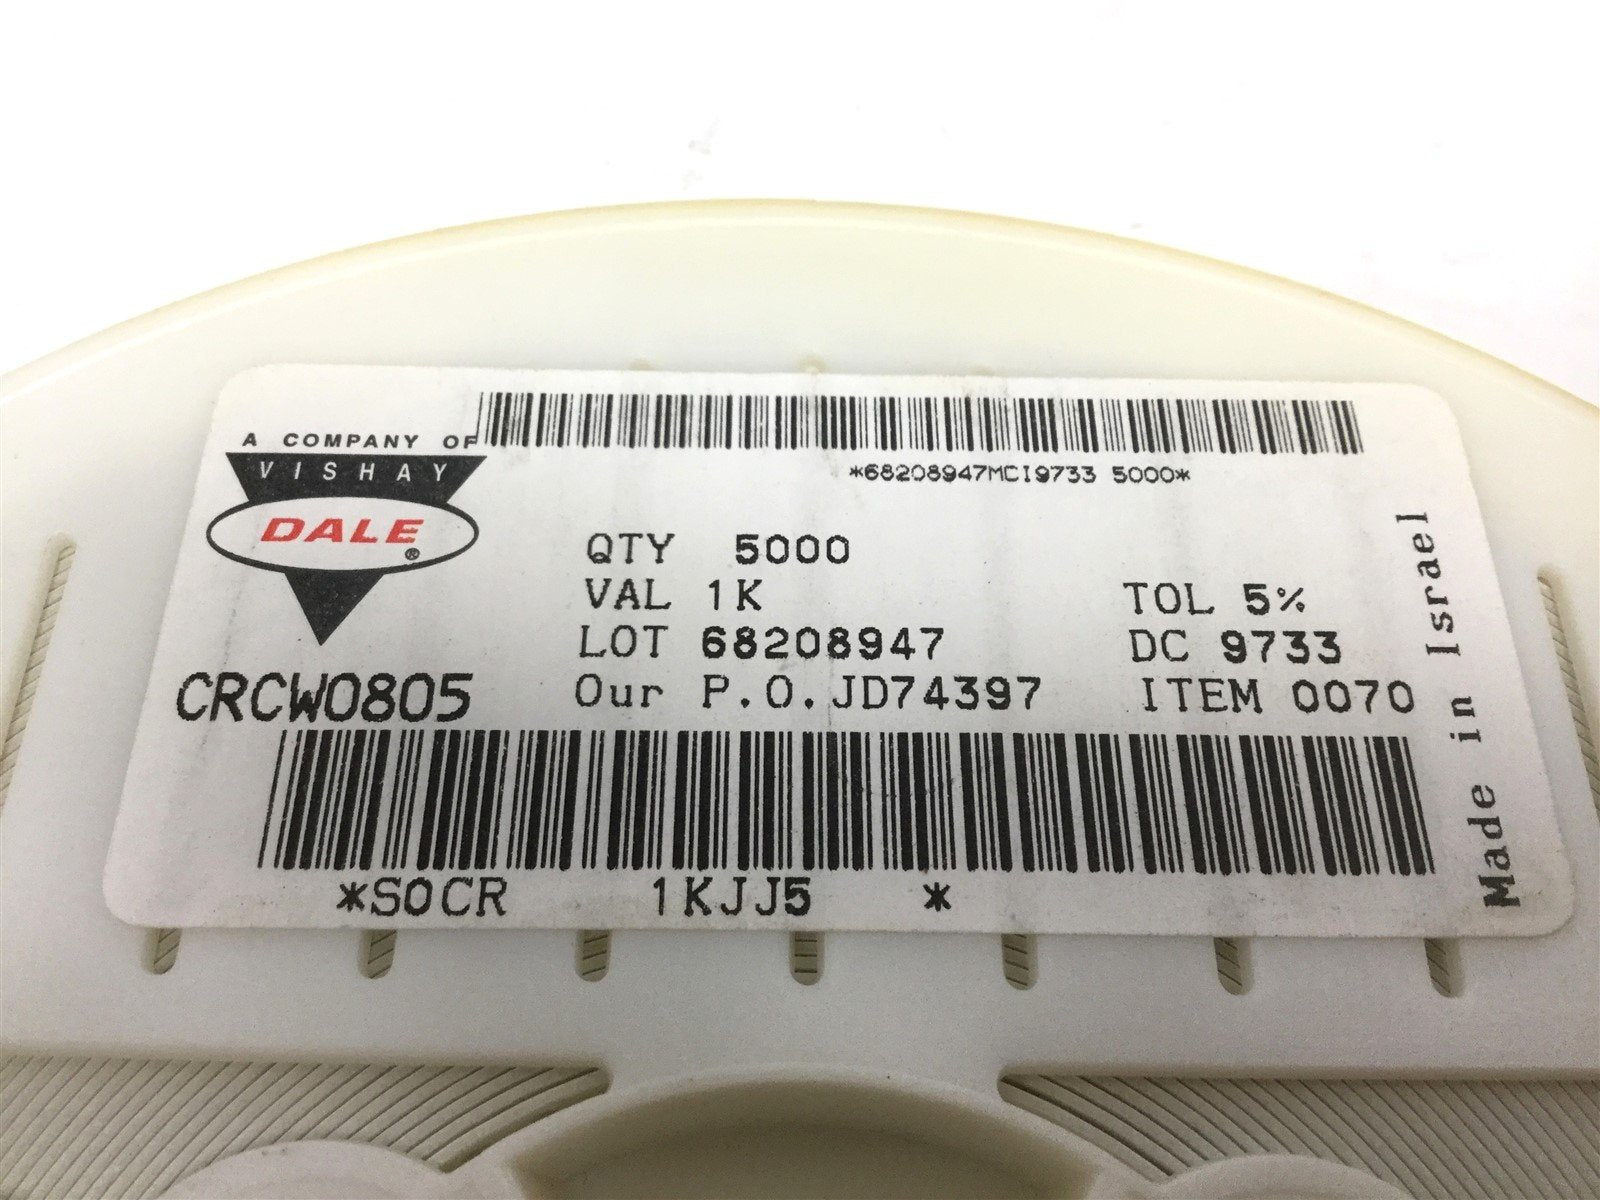 A COMPANY OF
VISHAY
DALE®
*68208947MCI9733 5000*
QTY 5000
VAL 1K TOL 5%
LOT 68208947 DC 9733
CRCW0805 Our P.O.JD74397 ITEM 0070
*S0CR 1KJJ5 *
Made in Israel